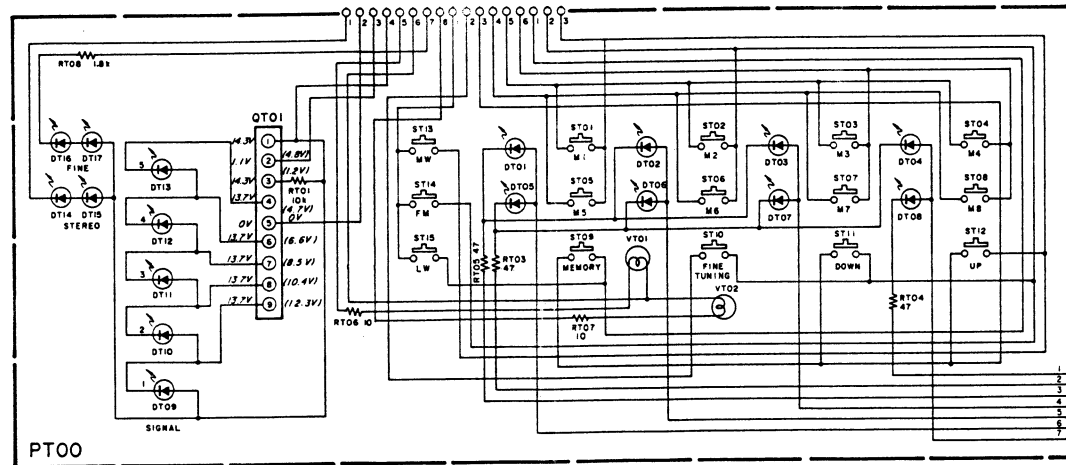 1 2 3 4 5 6 7 8 1 2 3 4 5 6 1 2 3
RT08 1.8k
QT01
DT16 DT17
FINE
DT14 DT15
STEREO
5
DT13
4
DT12
3
DT11
2
DT10
1
DT09
SIGNAL
14.3V 1
1.1V 2 (4.8V)
14.3V 3 (1.2V)
RT01
10k
13.7V 4 (4.7V)
0V 5 0V
13.7V 6 (6.6V)
13.7V 7 (8.5V)
13.7V 8 (10.4V)
13.7V 9 (12.3V)
ST13
MW
ST14
FM
ST15
LW
DT01
DT05
ST01
M1
ST05
M5
ST09
MEMORY
DT02
DT06
ST02
M2
ST06
M6
ST10
FINE
TUNING
DT03
DT07
ST03
M3
ST07
M7
ST11
DOWN
DT04
DT08
ST04
M4
ST08
M8
ST12
UP
RT05 47
RT03
47
VT01
VT02
RT06 10
RT07
10
RT04
47
1
2
3
4
5
6
7
PT00